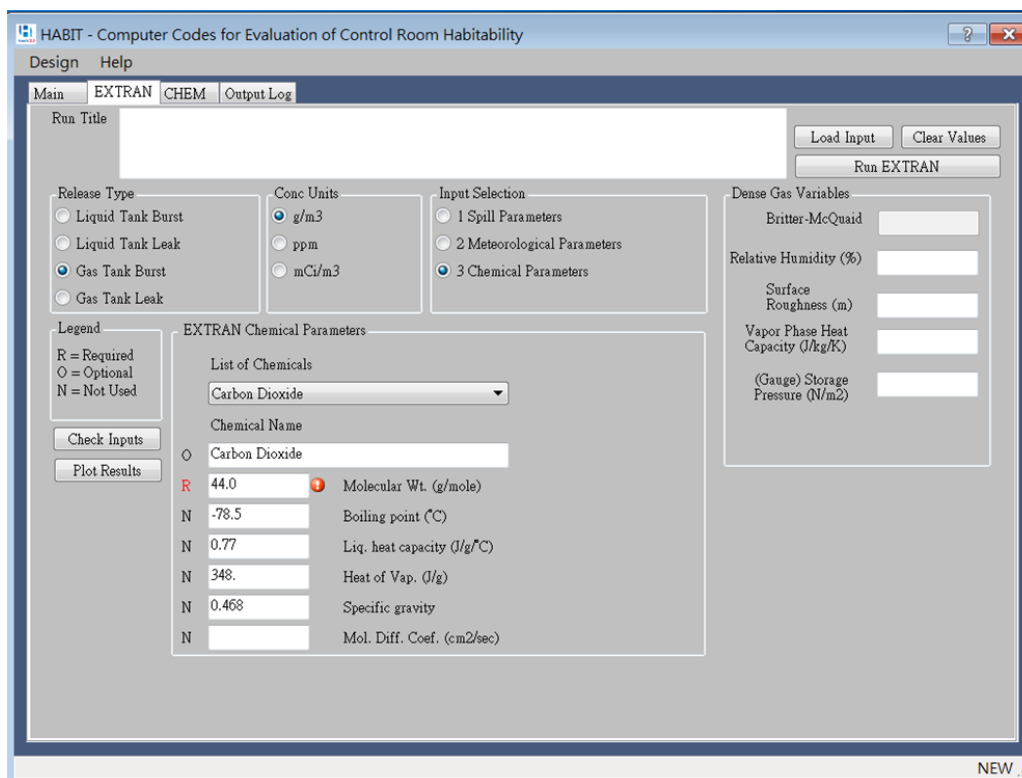 HABIT - Computer Codes for Evaluation of Control Room Habitability
Design Help
Main EXTRAN CHEM Output Log
Run Title
Load Input Clear Values
Run EXTRAN
Release Type
Liquid Tank Burst
Liquid Tank Leak
Gas Tank Burst
Gas Tank Leak
Conc Units
g/m3
ppm
mCi/m3
Input Selection
1 Spill Parameters
2 Meteorological Parameters
3 Chemical Parameters
Dense Gas Variables
Britter-McQuaid
Relative Humidity (%)
Surface
Roughness (m)
Vapor Phase Heat
Capacity (J/kg/K)
(Gauge) Storage
Pressure (N/m2)
Legend
R = Required
O = Optional
N = Not Used
Check Inputs
Plot Results
EXTRAN Chemical Parameters
List of Chemicals
Carbon Dioxide
Chemical Name
O Carbon Dioxide
R 44.0 Molecular Wt. (g/mole)
N -78.5 Boiling point (°C)
N 0.77 Liq. heat capacity (J/g/°C)
N 348. Heat of Vap. (J/g)
N 0.468 Specific gravity
N Mol. Diff. Coef. (cm2/sec)
NEW